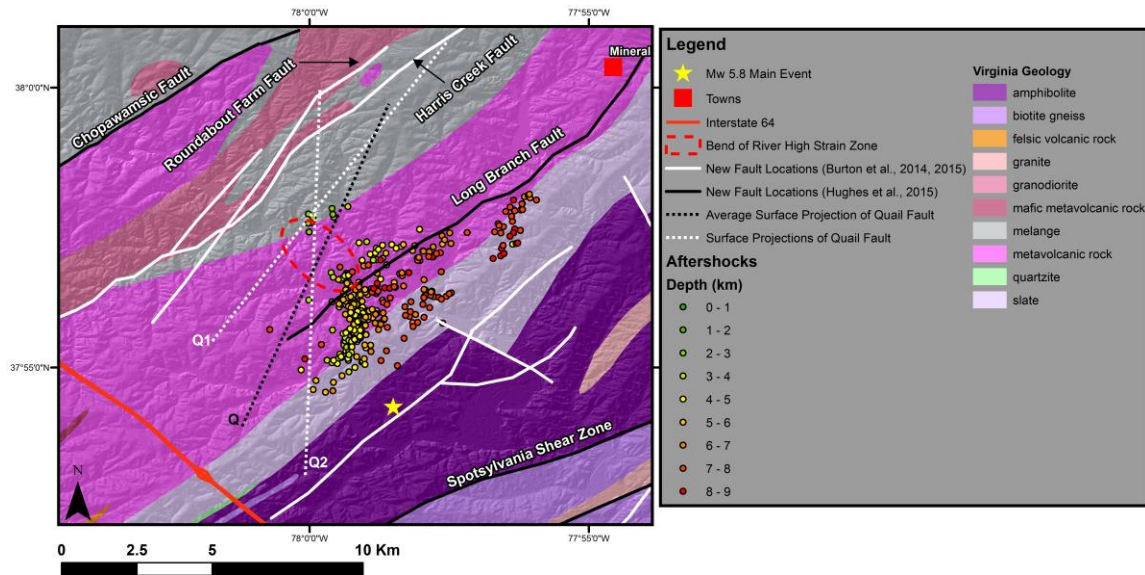 78°0'0"W
77°55'0"W
Mineral
38°0'0"N
Chopawamsic Fault
Roundabout Farm Fault
Harris Creek Fault
Long Branch Fault
Q1
37°55'0"N
Q
Q2
Spotsylvania Shear Zone
N
78°0'0"W
77°55'0"W
0 2.5 5 10 Km
Legend
Mw 5.8 Main Event
Towns
Interstate 64
Bend of River High Strain Zone
New Fault Locations (Burton et al., 2014, 2015)
New Fault Locations (Hughes et al., 2015)
Average Surface Projection of Quail Fault
Surface Projections of Quail Fault
Aftershocks
Depth (km)
0 - 1
1 - 2
2 - 3
3 - 4
4 - 5
5 - 6
6 - 7
7 - 8
8 - 9
Virginia Geology
amphibolite
biotite gneiss
felsic volcanic rock
granite
granodiorite
mafic metavolcanic rock
melange
metavolcanic rock
quartzite
slate